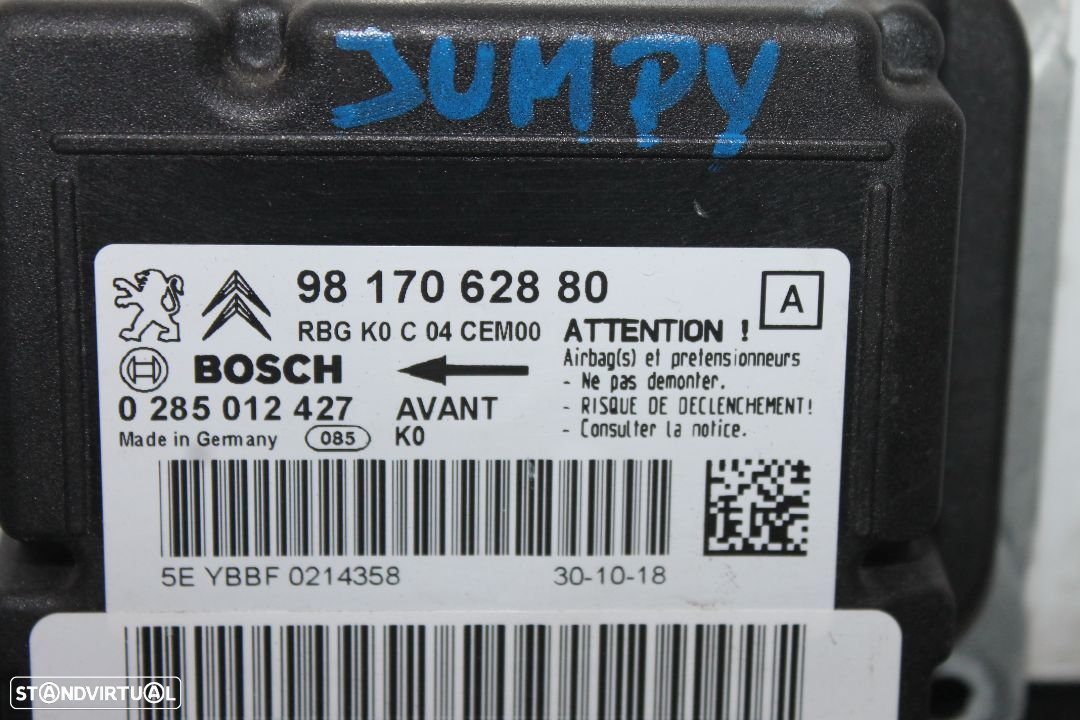 JUMPY
98 170 628 80
A
RBG K0 C 04 CEM00
ATTENTION !
Airbag(s) et pretensionneurs
- Ne pas demonter.
- RISQUE DE DECLENCHEMENT!
- Consulter la notice.
BOSCH
0 285 012 427
AVANT
Made in Germany
085
K0
5E YBBF 0214358
30-10-18
STANDVIRTUAL